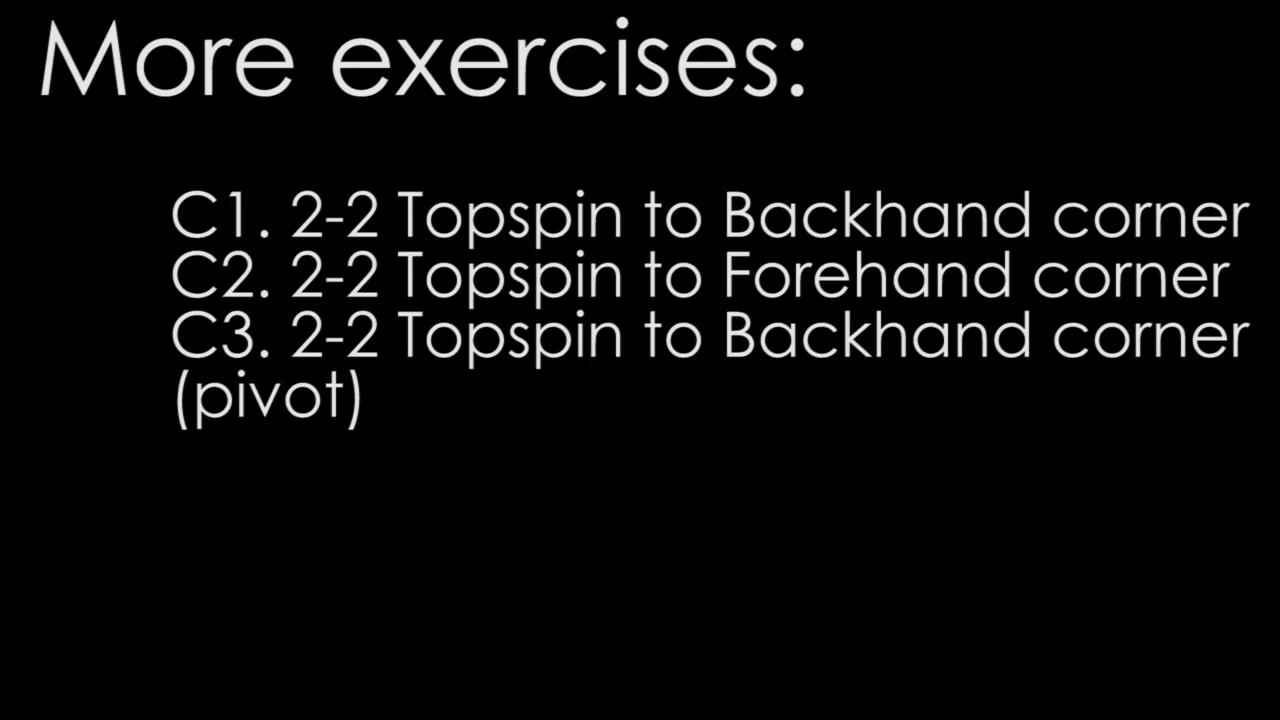 More exercises:
C1. 2-2 Topspin to Backhand corner
C2. 2-2 Topspin to Forehand corner
C3. 2-2 Topspin to Backhand corner
(pivot)